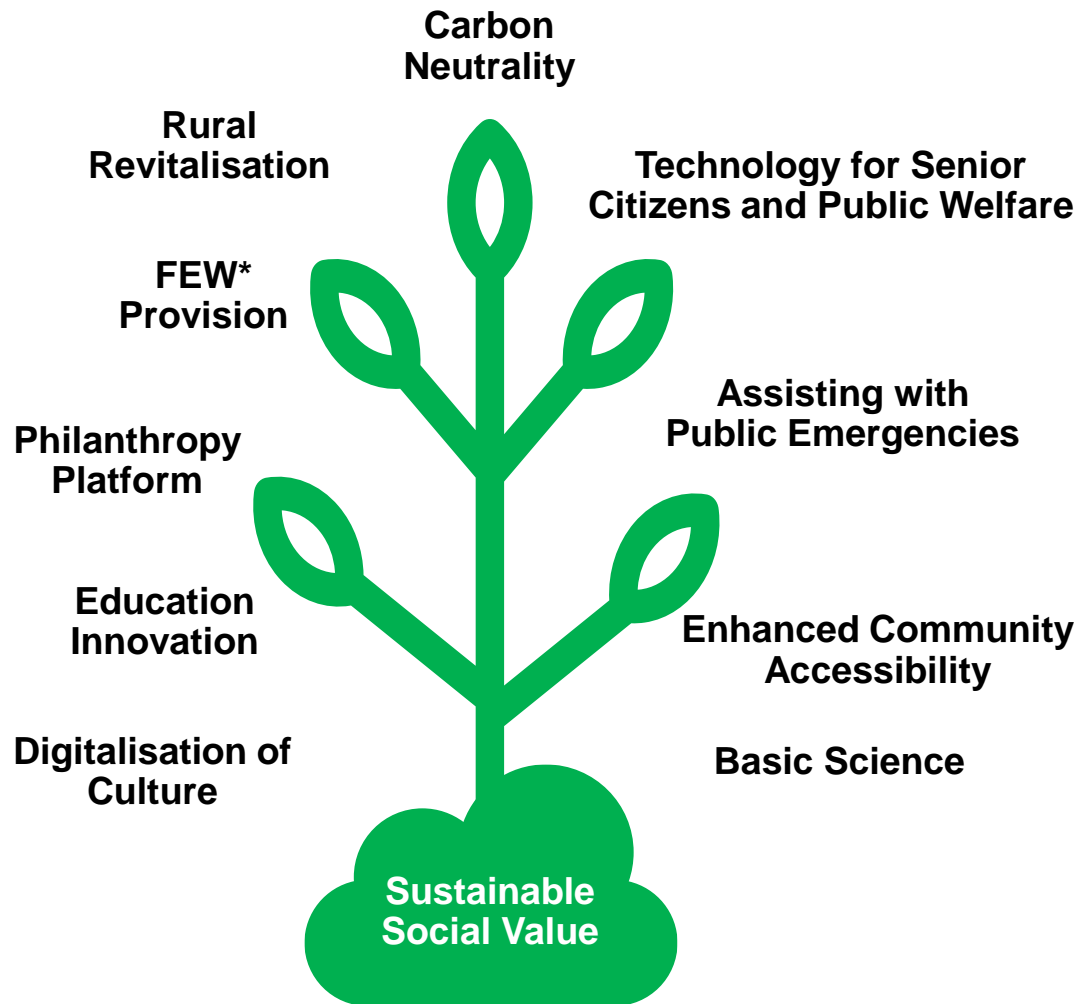 Carbon
Neutrality
Rural
Revitalisation
Technology for Senior
Citizens and Public Welfare
FEW*
Provision
Assisting with
Public Emergencies
Philanthropy
Platform
Education
Innovation
Enhanced Community
Accessibility
Digitalisation of
Culture
Basic Science
Sustainable
Social Value